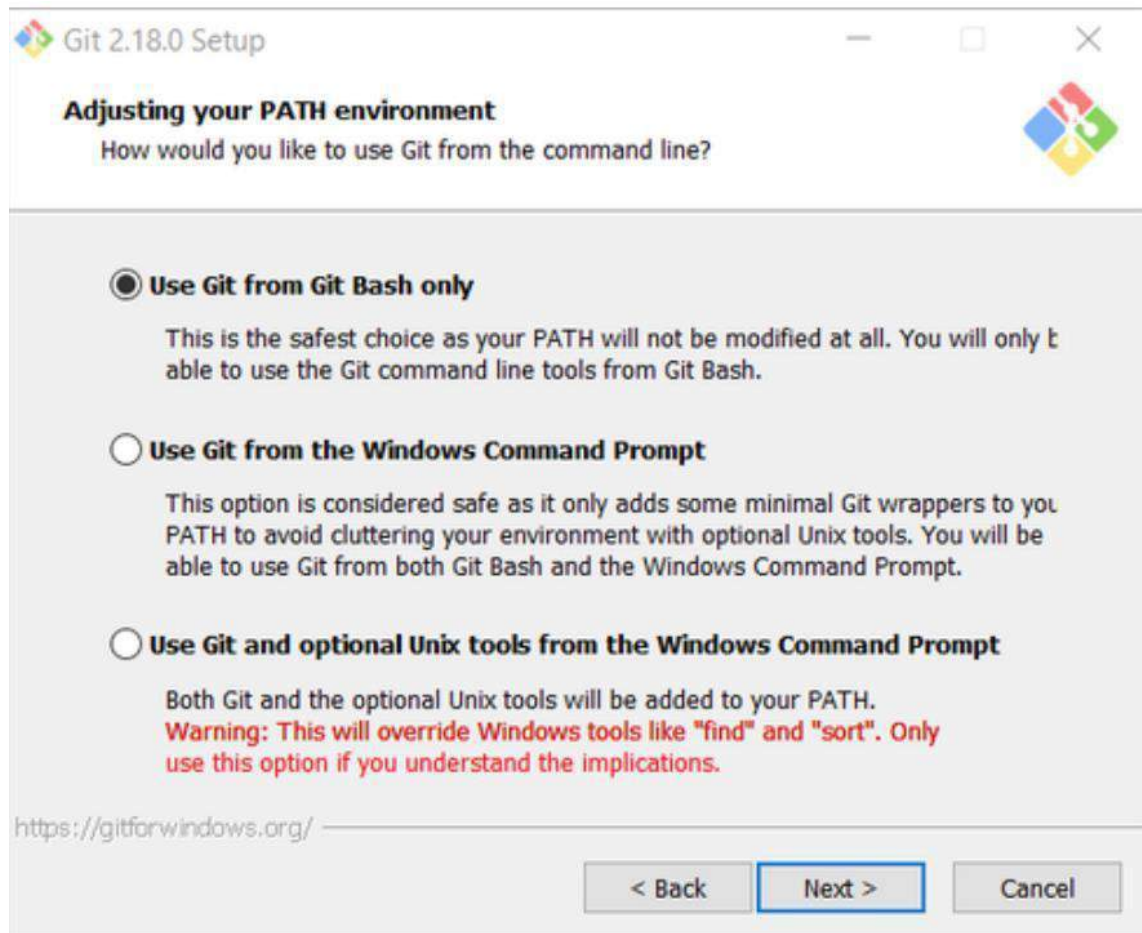 Git 2.18.0 Setup
Adjusting your PATH environment
How would you like to use Git from the command line?
Use Git from Git Bash only
This is the safest choice as your PATH will not be modified at all. You will only b
able to use the Git command line tools from Git Bash.
Use Git from the Windows Command Prompt
This option is considered safe as it only adds some minimal Git wrappers to you
PATH to avoid cluttering your environment with optional Unix tools. You will be
able to use Git from both Git Bash and the Windows Command Prompt.
Use Git and optional Unix tools from the Windows Command Prompt
Both Git and the optional Unix tools will be added to your PATH.
Warning: This will override Windows tools like "find" and "sort". Only
use this option if you understand the implications.
https://gitforwindows.org/
< Back Next > Cancel